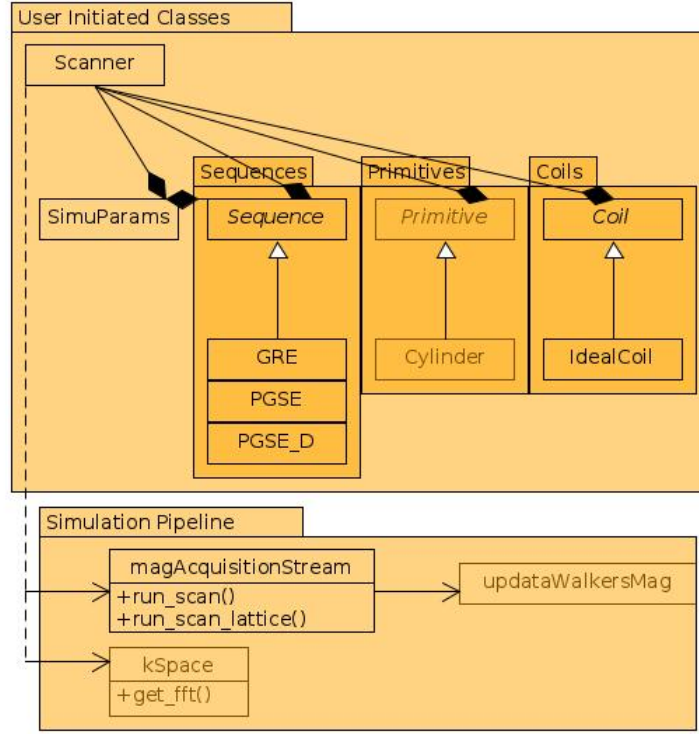 User Initiated Classes
Scanner
Sequences
Primitives
Coils
SimuParams
Sequence
Primitive
Coil
GRE
Cylinder
IdealCoil
PGSE
PGSE_D
Simulation Pipeline
magAcquisitionStream
+run_scan()
+run_scan_lattice()
updataWalkersMag
kSpace
+get_fft()